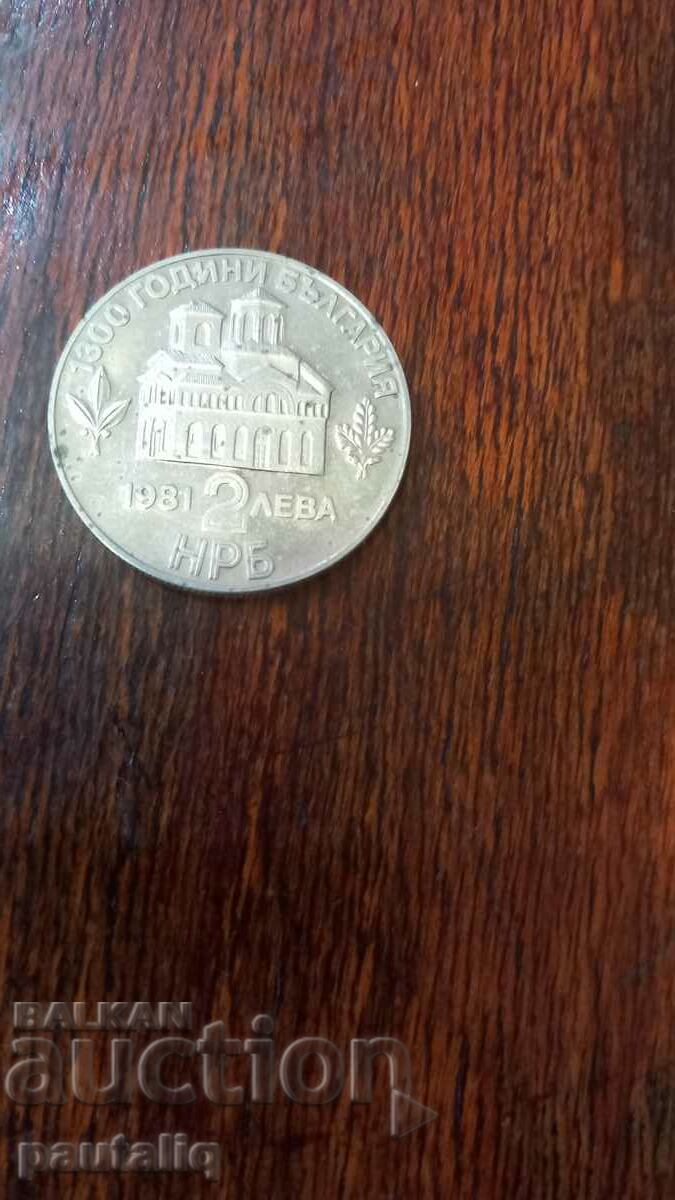 1300 ГОДИНИ БЪЛГАРИЯ
1981 2 ЛЕВА
НРБ
BALKAN
auction
pautaliq